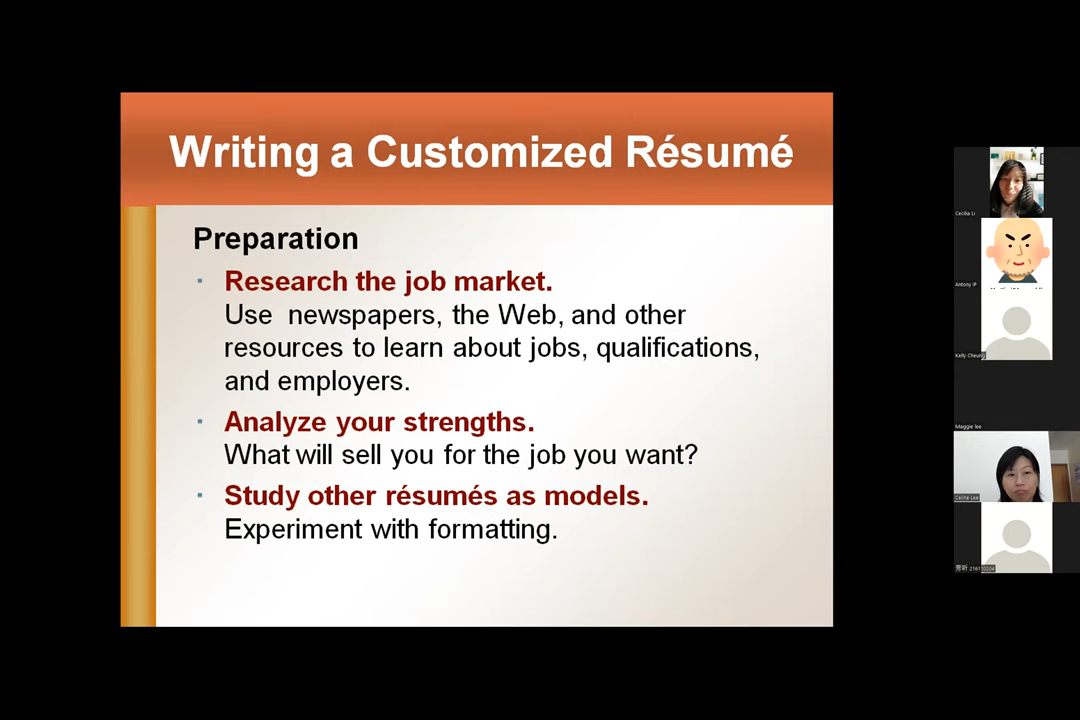 Writing a Customized Résumé
Preparation
Research the job market.
Use newspapers, the Web, and other
resources to learn about jobs, qualifications,
and employers.
Analyze your strengths.
What will sell you for the job you want?
Study other résumés as models.
Experiment with formatting.
Cecilia Li
Antony IP
Kelly Cheung
Maggie lee
Celine Lee